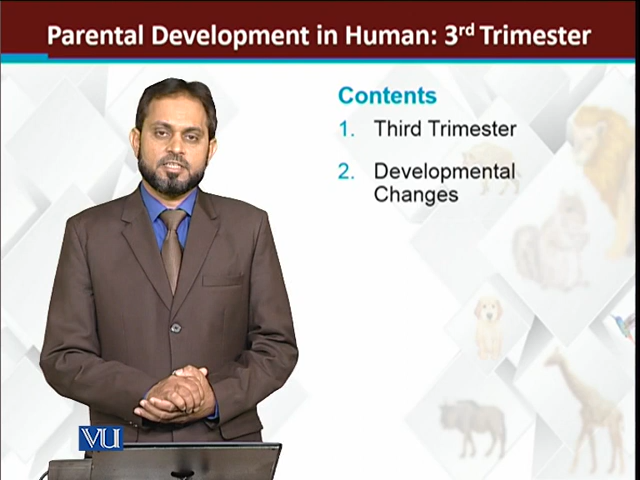 Parental Development in Human: 3rd Trimester
Contents
1. Third Trimester
2. Developmental
Changes
VU